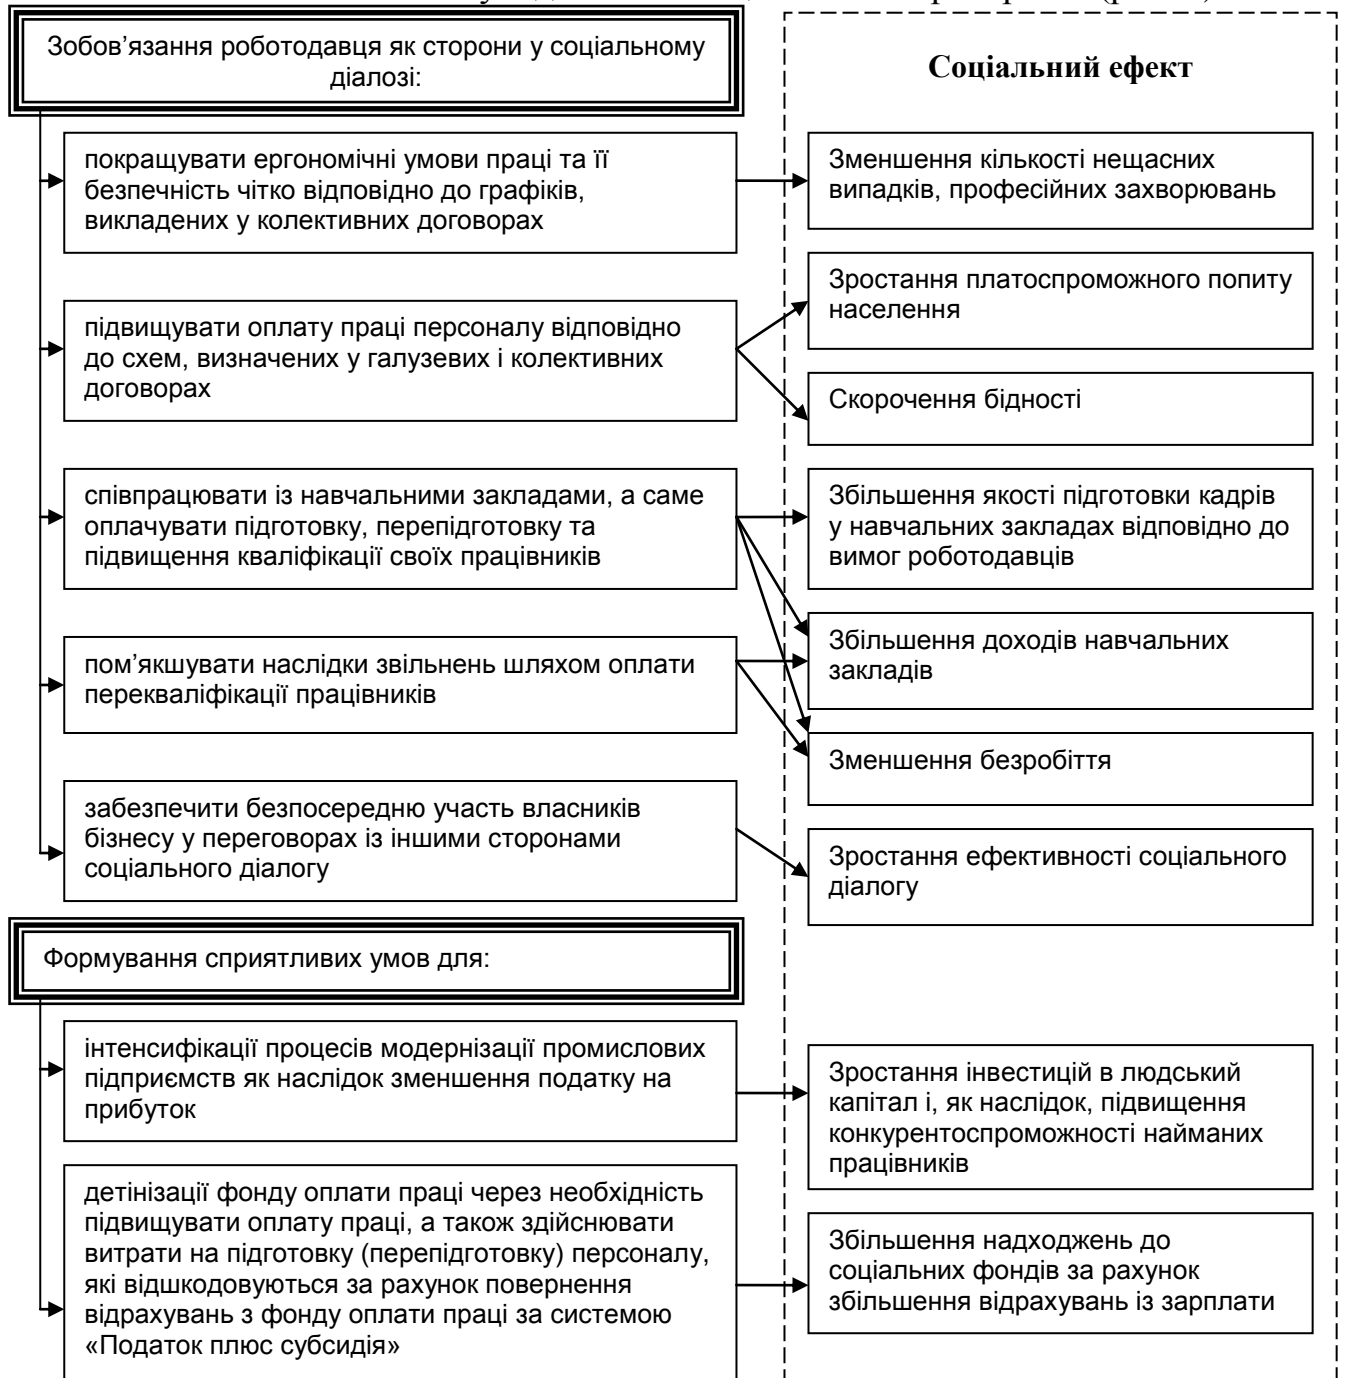 Зобов’язання роботодавця як сторони у соціальному
діалозі:
Соціальний ефект
покращувати ергономічні умови праці та її
безпечність чітко відповідно до графіків,
викладених у колективних договорах
Зменшення кількості нещасних
випадків, професійних захворювань
підвищувати оплату праці персоналу відповідно
до схем, визначених у галузевих і колективних
договорах
Зростання платоспроможного попиту
населення
Скорочення бідності
співпрацювати із навчальними закладами, а саме
оплачувати підготовку, перепідготовку та
підвищення кваліфікації своїх працівників
Збільшення якості підготовки кадрів
у навчальних закладах відповідно до
вимог роботодавців
пом’якшувати наслідки звільнень шляхом оплати
перекваліфікації працівників
Збільшення доходів навчальних
закладів
Зменшення безробіття
забезпечити безпосередню участь власників
бізнесу у переговорах із іншими сторонами
соціального діалогу
Зростання ефективності соціального
діалогу
Формування сприятливих умов для:
інтенсифікації процесів модернізації промислових
підприємств як наслідок зменшення податку на
прибуток
Зростання інвестицій в людський
капітал і, як наслідок, підвищення
конкурентоспроможності найманих
працівників
детінізації фонду оплати праці через необхідність
підвищувати оплату праці, а також здійснювати
витрати на підготовку (перепідготовку) персоналу,
які відшкодовуються за рахунок повернення
відрахувань з фонду оплати праці за системою
«Податок плюс субсидія»
Збільшення надходжень до
соціальних фондів за рахунок
збільшення відрахувань із зарплати